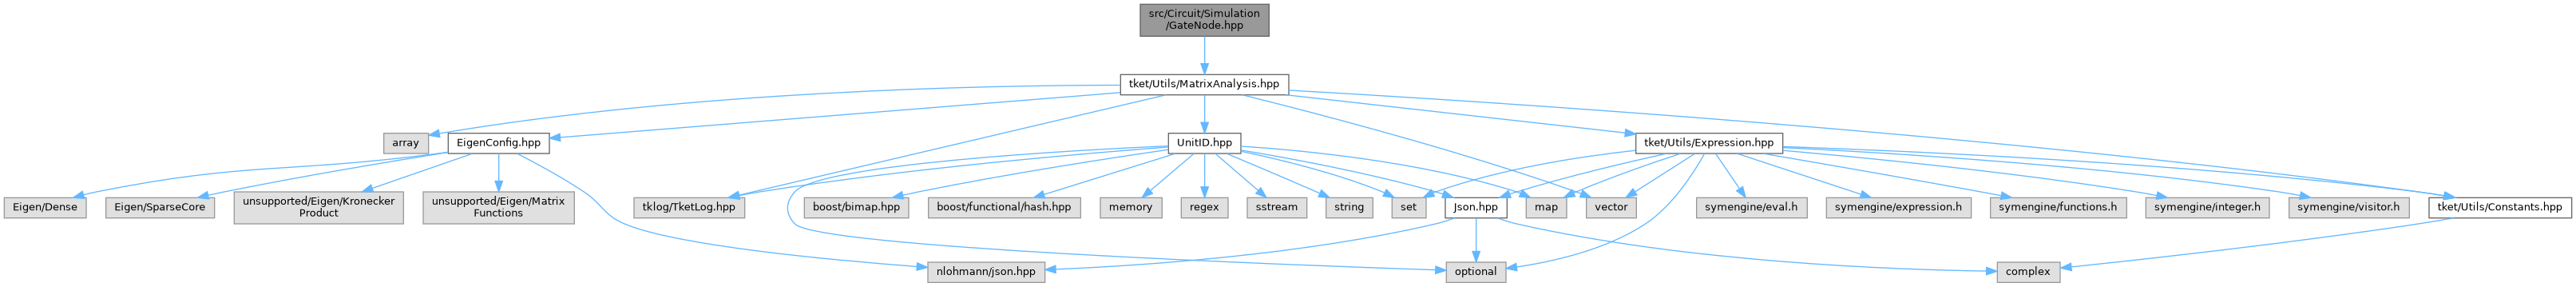 src/Circuit/Simulation
/GateNode.hpp
tket/Utils/MatrixAnalysis.hpp
array
EigenConfig.hpp
UnitID.hpp
tket/Utils/Expression.hpp
Eigen/Dense
Eigen/SparseCore
unsupported/Eigen/Kronecker
Product
unsupported/Eigen/Matrix
Functions
tklog/TketLog.hpp
boost/bimap.hpp
boost/functional/hash.hpp
memory
regex
sstream
string
set
Json.hpp
map
vector
symengine/eval.h
symengine/expression.h
symengine/functions.h
symengine/integer.h
symengine/visitor.h
tket/Utils/Constants.hpp
nlohmann/json.hpp
optional
complex